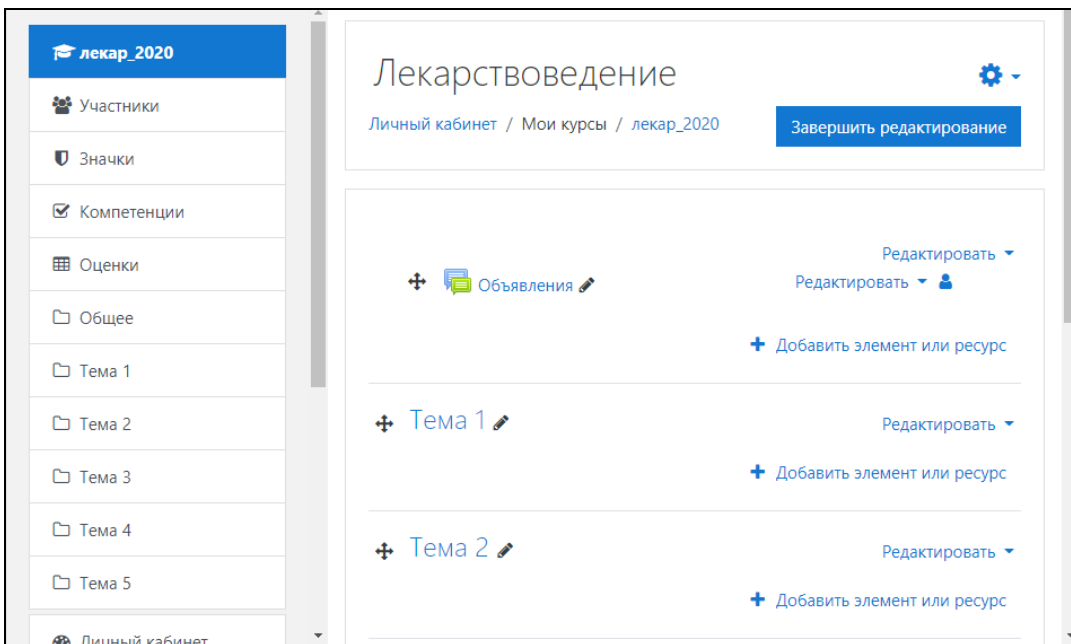 лекар_2020
Участники
Значки
Компетенции
Оценки
Общее
Тема 1
Тема 2
Тема 3
Тема 4
Тема 5
Личный кабинет
Лекарствоведение
Личный кабинет / Мои курсы / лекар_2020
Завершить редактирование
Редактировать
Объявления Редактировать
Добавить элемент или ресурс
Тема 1 Редактировать
Добавить элемент или ресурс
Тема 2 Редактировать
Добавить элемент или ресурс